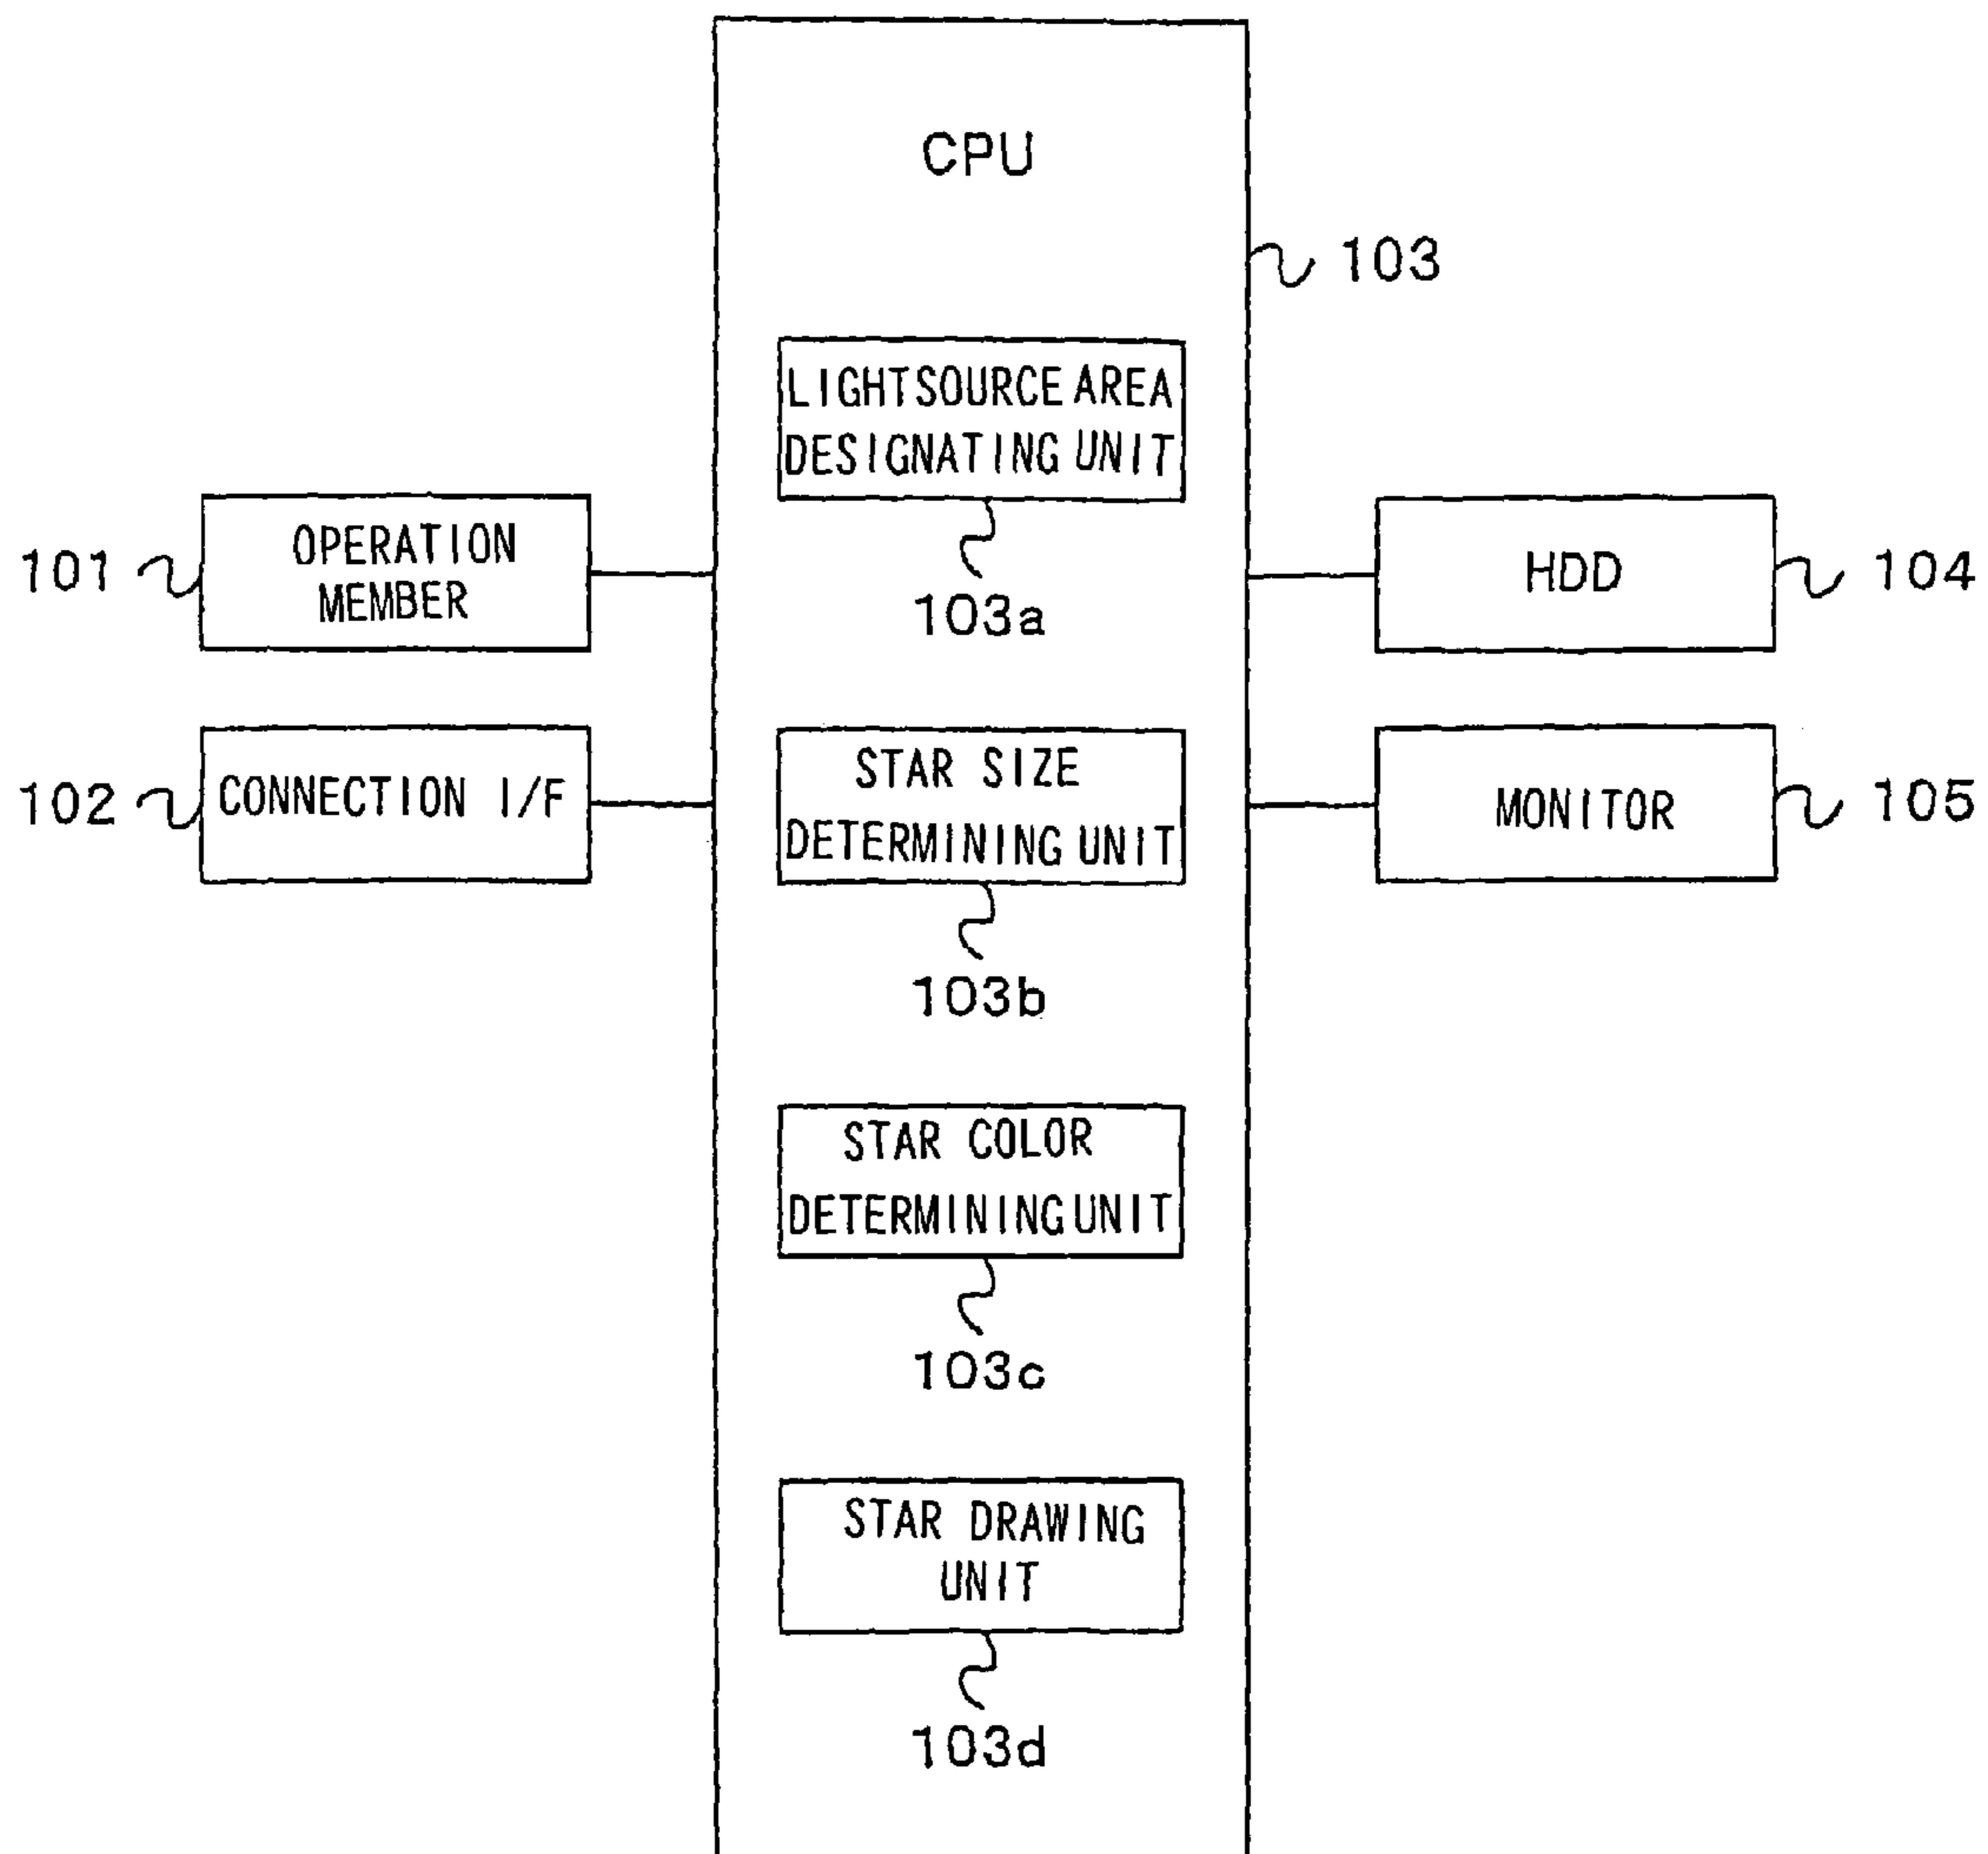 CPU
103
LIGHTSOURCE AREA
DESIGNATING UNIT
103a
OPERATION
MEMBER
101
HDD
104
CONNECTION I/F
102
STAR SIZE
DETERMINING UNIT
103b
MONITOR
105
STAR COLOR
DETERMINING UNIT
103c
STAR DRAWING
UNIT
103d